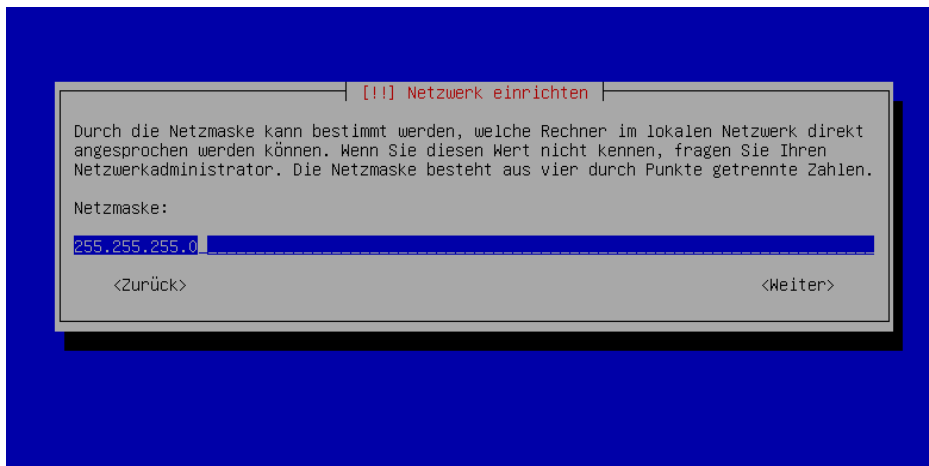 [!!] Netzwerk einrichten
Durch die Netzmaske kann bestimmt werden, welche Rechner im lokalen Netzwerk direkt
angesprochen werden können. Wenn Sie diesen Wert nicht kennen, fragen Sie Ihren
Netzwerkadministrator. Die Netzmaske besteht aus vier durch Punkte getrennte Zahlen.
Netzmaske:
255.255.255.0
<Zurück> <Weiter>